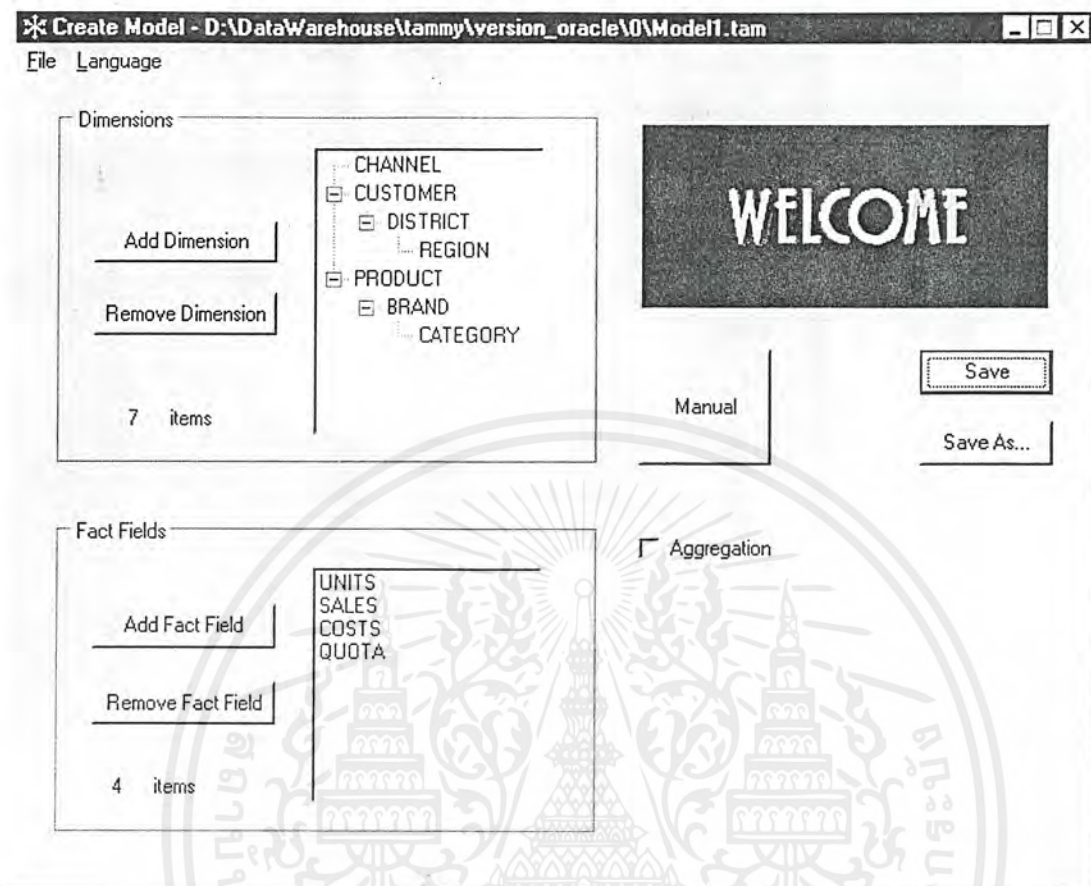 Create Model - D:\DataWarehouse\tammy\version_oracle\0\Model1.tam
File Language
Dimensions
CHANNEL
CUSTOMER
DISTRICT
REGION
PRODUCT
BRAND
CATEGORY
Add Dimension
Remove Dimension
7 items
WELCOME
Manual
Save
Save As...
Fact Fields
UNITS
SALES
COSTS
QUOTA
Add Fact Field
Remove Fact Field
4 items
Aggregation